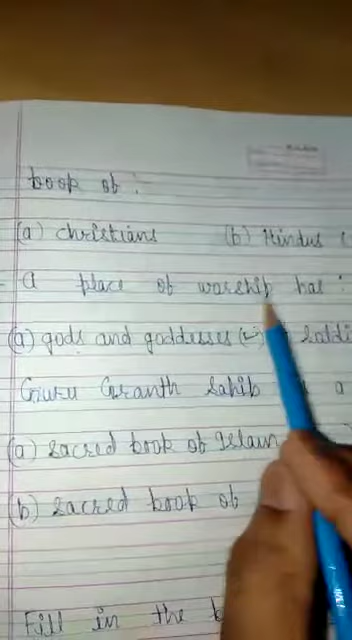 book of :
(a) christians (b) Hindus (
A place of worship has :
(a) gods and goddesses (✓) soldi
Guru Granth Sahib a
(a) sacred book of Islam
(b) sacred book of
Fill in the b